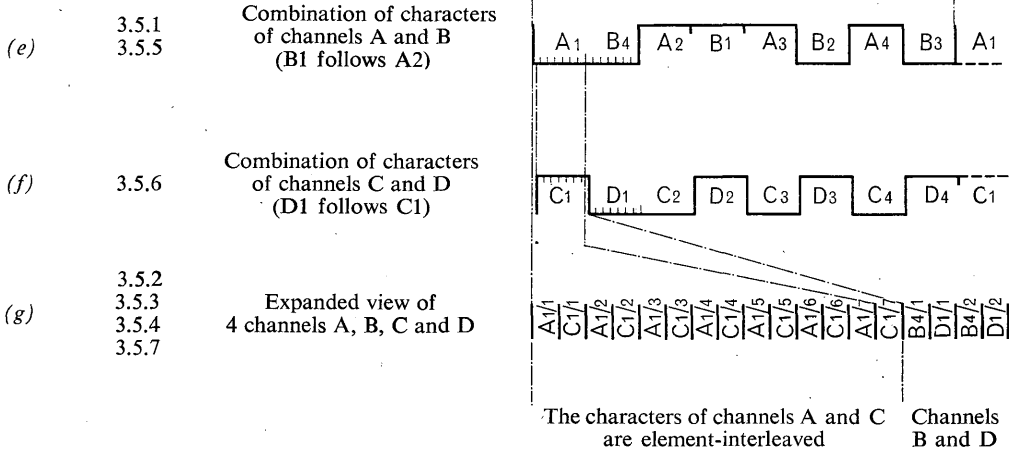 3.5.1
3.5.5
(e)
Combination of characters
of channels A and B
(B1 follows A2)
A1 B4 A2 B1 A3 B2 A4 B3 A1
(f)
3.5.6
Combination of characters
of channels C and D
(D1 follows C1)
C1 D1 C2 D2 C3 D3 C4 D4 C1
3.5.2
3.5.3
3.5.4
3.5.7
(g)
Expanded view of
4 channels A, B, C and D
A1/1 C1/1 A1/2 C1/2 A1/3 C1/3 A1/4 C1/4 A1/5 C1/5 A1/6 C1/6 A1/7 C1/7 B4/1 D1/1 B4/2 D1/2
The characters of channels A and C
are element-interleaved
Channels
B and D